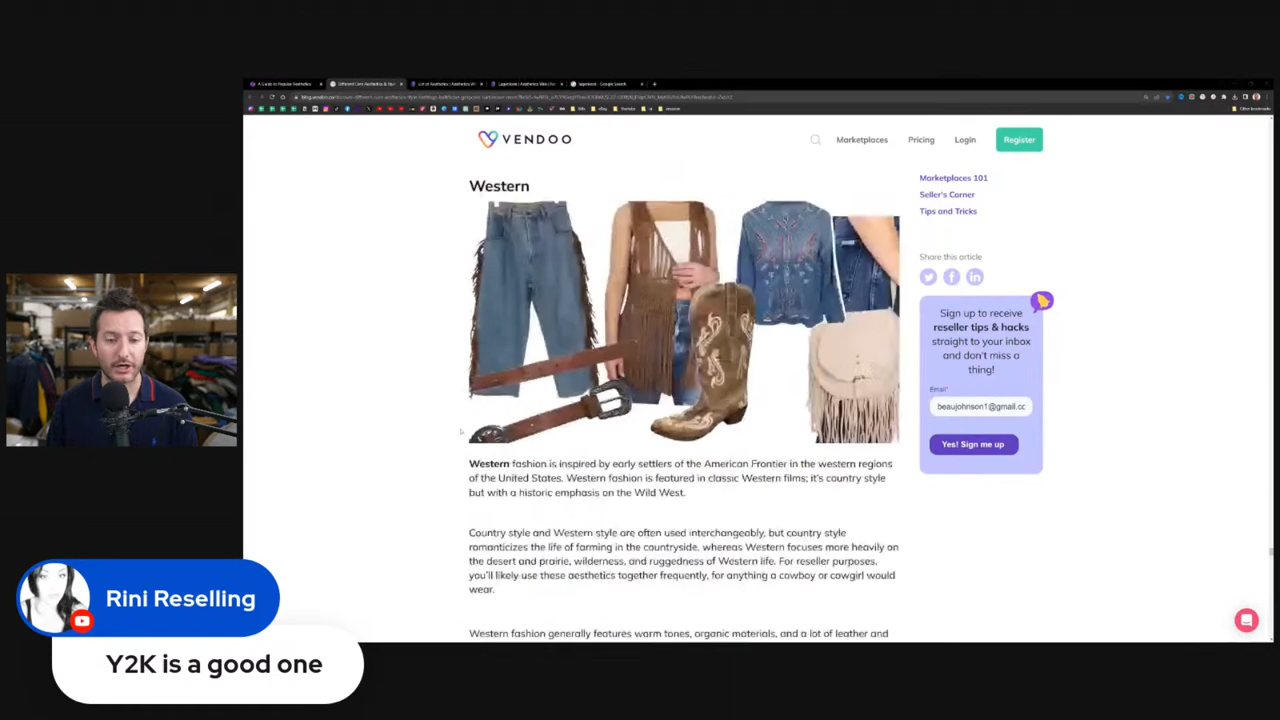 VENDOO
Marketplaces
Pricing
Login
Register
Western
Western fashion is inspired by early settlers of the American Frontier in the western regions
of the United States. Western fashion is featured in classic Western films; it's country style
but with a historic emphasis on the Wild West.
Country style and Western style are often used interchangeably, but country style
romanticizes the life of farming in the countryside, whereas Western focuses more heavily on
the desert and prairie, wilderness, and ruggedness of Western life. For reseller purposes,
you'll likely use these aesthetics together frequently, for anything a cowboy or cowgirl would
wear.
Western fashion generally features warm tones, organic materials, and a lot of leather and
Marketplaces 101
Seller's Corner
Tips and Tricks
Share this article
Sign up to receive
reseller tips & hacks
straight to your inbox
and don't miss a
thing!
Email*
beaujohnson1@gmail.cc
Yes! Sign me up
Rini Reselling
Y2K is a good one